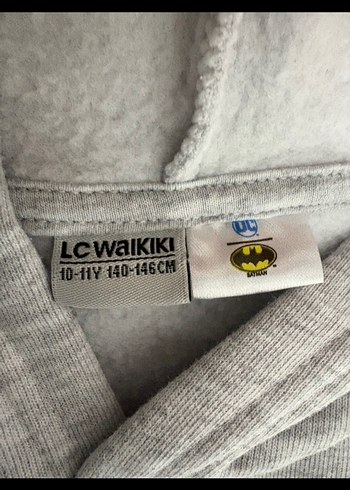 LC WAIKIKI
10-11Y 140-146CM
DC
BATMAN